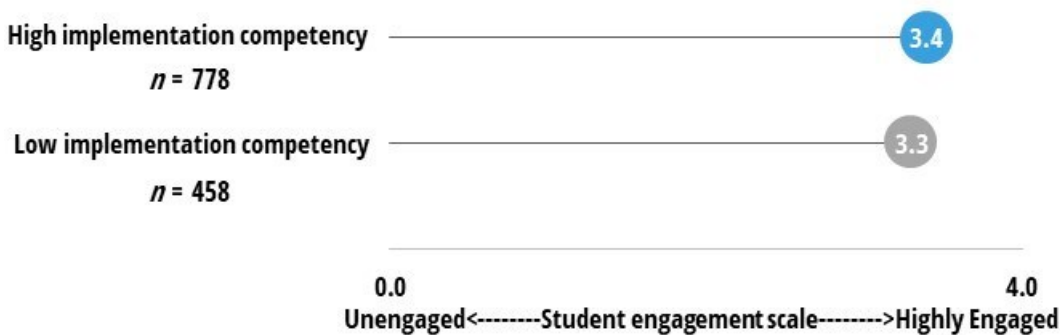 High implementation competency
3.4
n = 778
Low implementation competency
3.3
n = 458
0.0
4.0
Unengaged<--------Student engagement scale-------->Highly Engaged